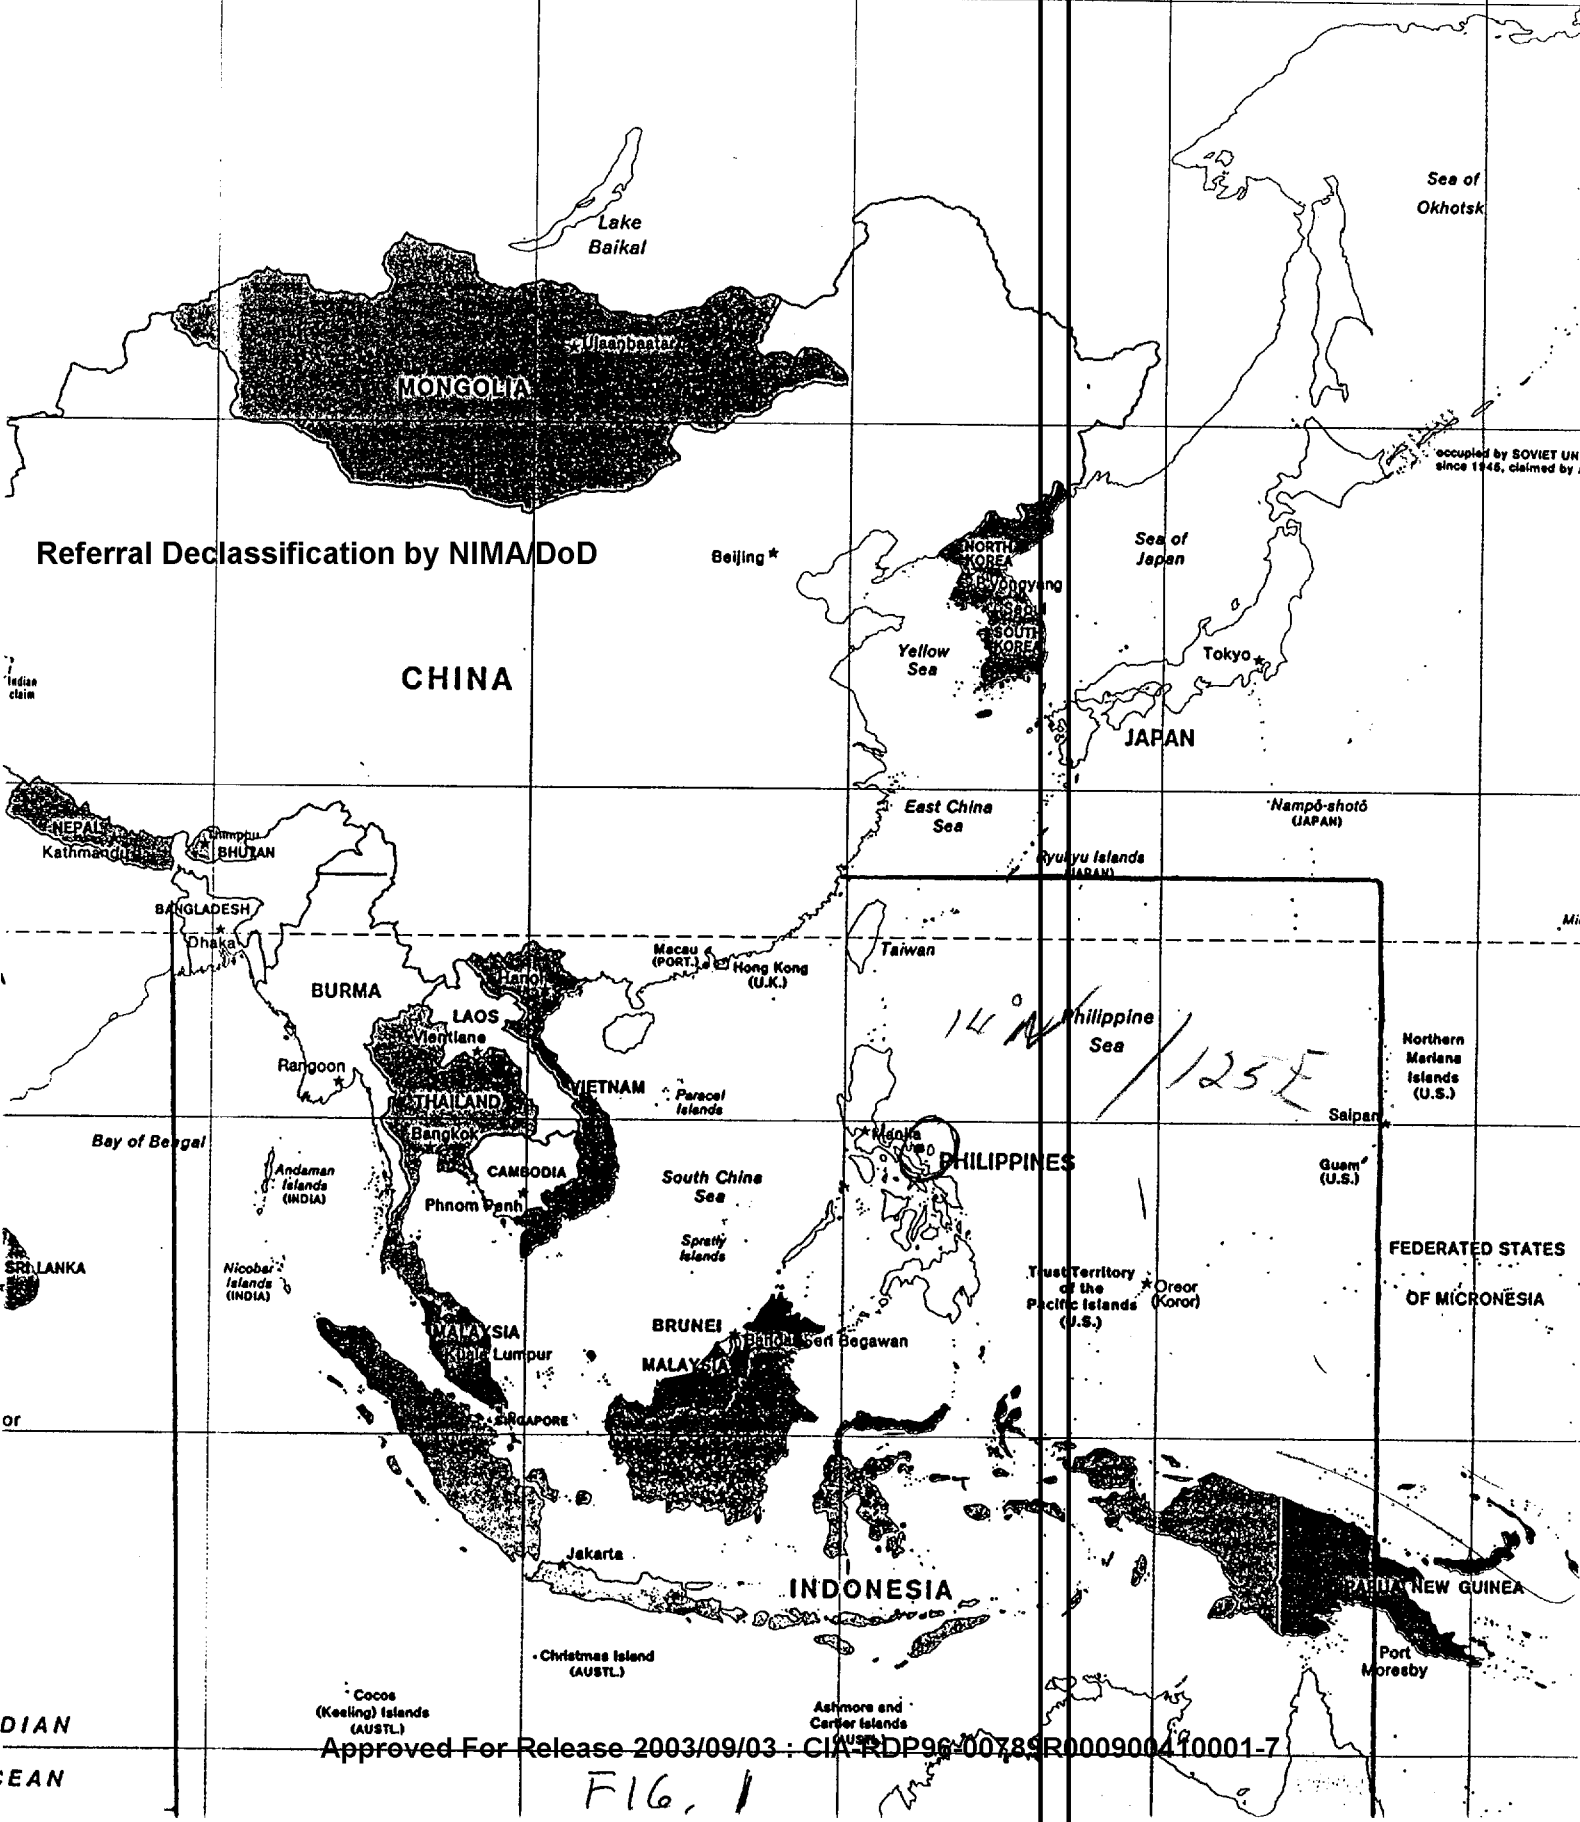 Sea of
Okhotsk
Lake
Baikal
Ulaanbaatar
MONGOLIA
occupied by SOVIET UN
since 1945, claimed by
Referral Declassification by NIMA/DoD
Beijing
NORTH
KOREA
P'yongyang
Seoul
SOUTH
KOREA
Sea of
Japan
Yellow
Sea
Tokyo
Indian
claim
CHINA
JAPAN
East China
Sea
Nampō-shotō
(JAPAN)
NEPAL
Kathmandu
Thimphu
BHUTAN
Ryukyu Islands
(JAPAN)
BANGLADESH
Dhaka
Macau
(PORT.)
Hong Kong
(U.K.)
Taiwan
Hanoi
BURMA
LAOS
Vientiane
14° N / 125 E
Philippine
Sea
Northern
Mariana
Islands
(U.S.)
Rangoon
VIETNAM
THAILAND
Paracel
Islands
Saipan
Bay of Bengal
Bangkok
Manila
PHILIPPINES
Guam
(U.S.)
Andaman
Islands
(INDIA)
CAMBODIA
Phnom Penh
South China
Sea
Spratly
Islands
SRI LANKA
Nicobar
Islands
(INDIA)
Trust Territory
of the
Pacific Islands
(U.S.)
Oreor
(Koror)
FEDERATED STATES
OF MICRONESIA
MALAYSIA
Kuala Lumpur
BRUNEI
Bandar Seri Begawan
MALAYSIA
SINGAPORE
or
Jakarta
INDONESIA
PAPUA NEW GUINEA
Port
Moresby
Christmas Island
(AUSTL.)
Cocos
(Keeling) Islands
(AUSTL.)
Ashmore and
Cartier Islands
(AUSTL.)
DIAN
EAN
Approved For Release 2003/09/03 : CIA-RDP96-00789R000900410001-7
FIG. 1